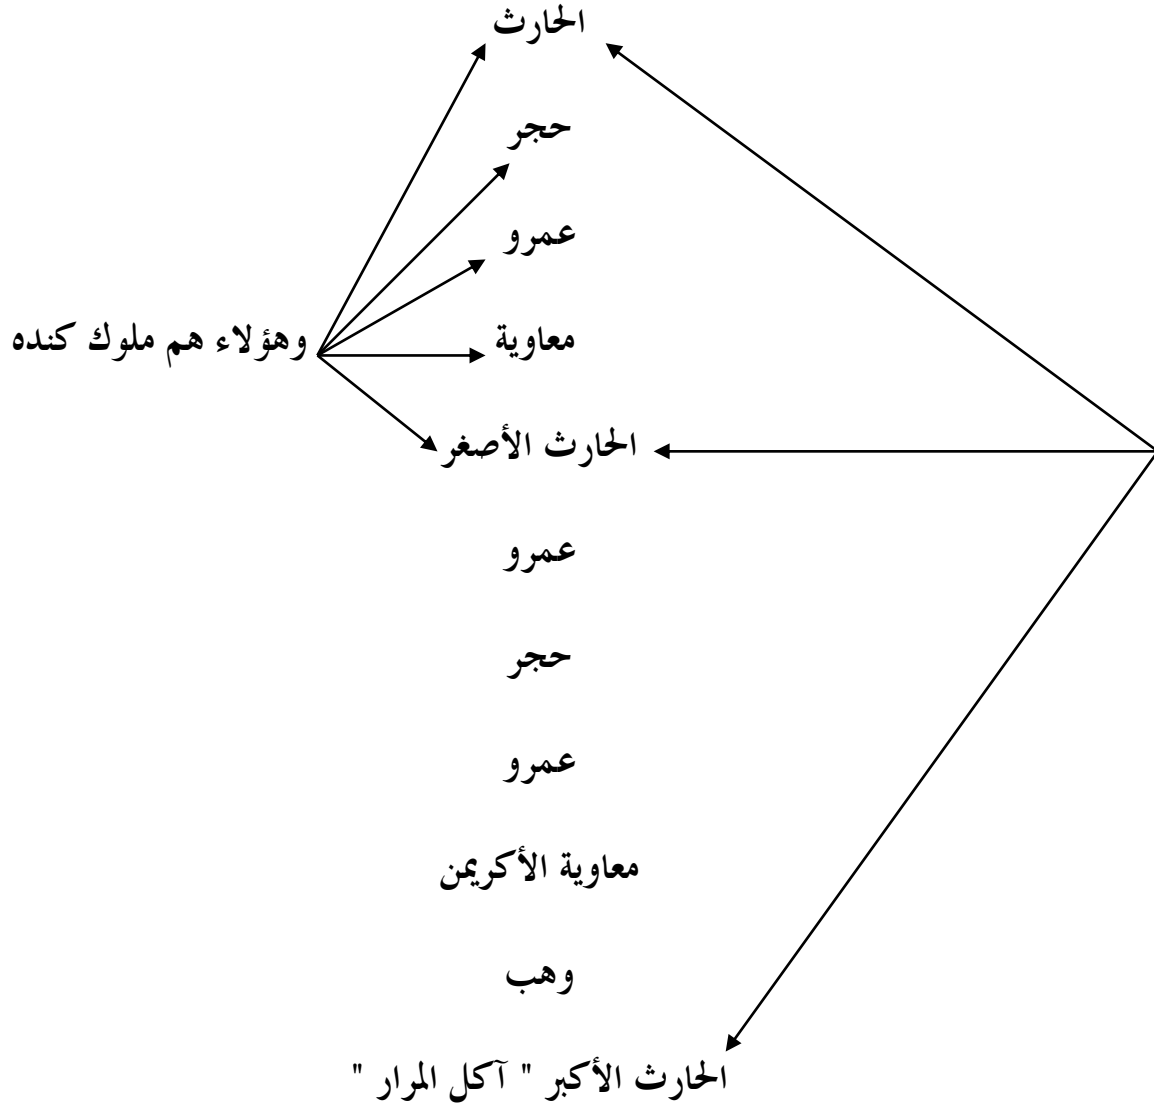 الحارث
حجر
عمرو
معاوية
وهؤلاء هم ملوك كنده
الحارث الأصغر
عمرو
حجر
عمرو
معاوية الأكريمن
وهب
الحارث الأكبر " آكل المرار "